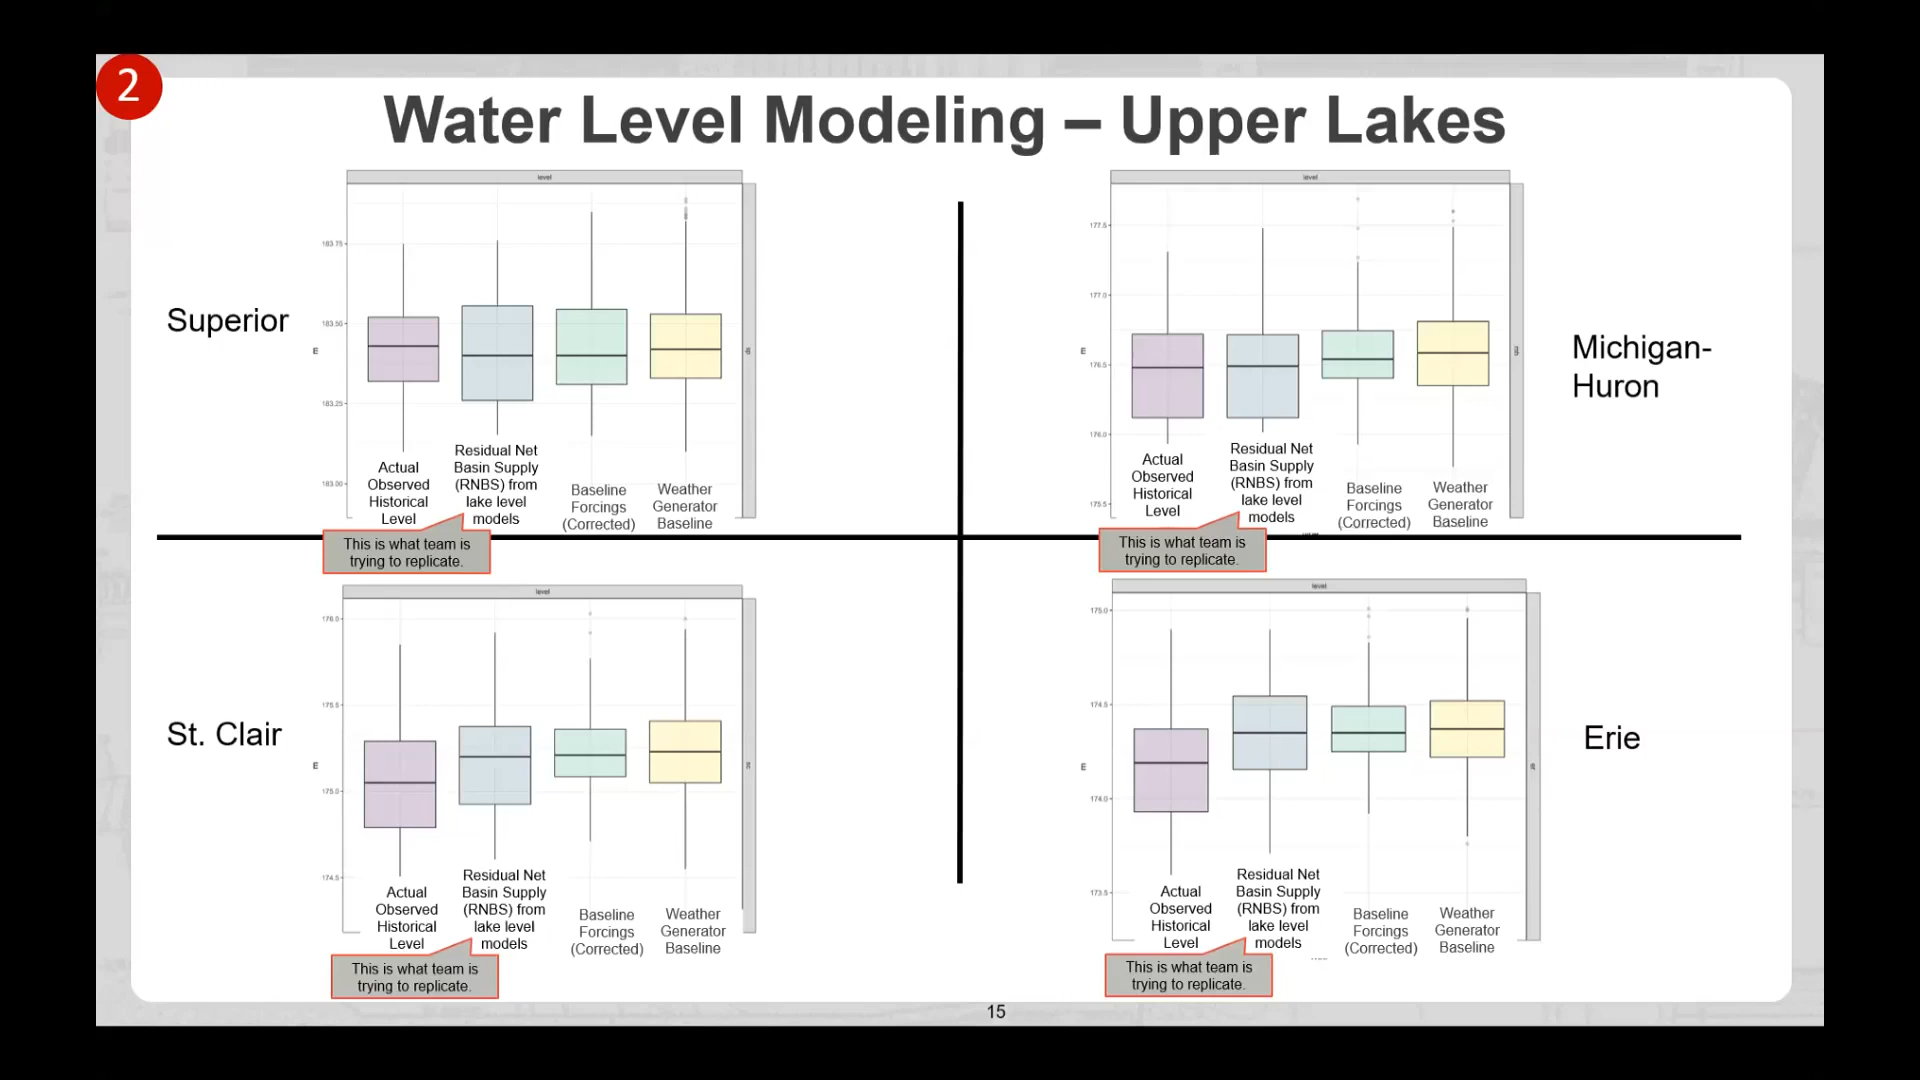 2
Water Level Modeling – Upper Lakes
Superior
level
183.75
183.50
183.25
183.00
Actual
Observed
Historical
Level
Residual Net
Basin Supply
(RNBS) from
lake level
models
Baseline
Forcings
(Corrected)
Weather
Generator
Baseline
This is what team is
trying to replicate.
Michigan-
Huron
level
177.5
177.0
176.5
176.0
175.5
Actual
Observed
Historical
Level
Residual Net
Basin Supply
(RNBS) from
lake level
models
Baseline
Forcings
(Corrected)
Weather
Generator
Baseline
This is what team is
trying to replicate.
St. Clair
level
176.0
175.5
175.0
174.5
Actual
Observed
Historical
Level
Residual Net
Basin Supply
(RNBS) from
lake level
models
Baseline
Forcings
(Corrected)
Weather
Generator
Baseline
This is what team is
trying to replicate.
Erie
level
175.0
174.5
174.0
173.5
Actual
Observed
Historical
Level
Residual Net
Basin Supply
(RNBS) from
lake level
models
Baseline
Forcings
(Corrected)
Weather
Generator
Baseline
This is what team is
trying to replicate.
15